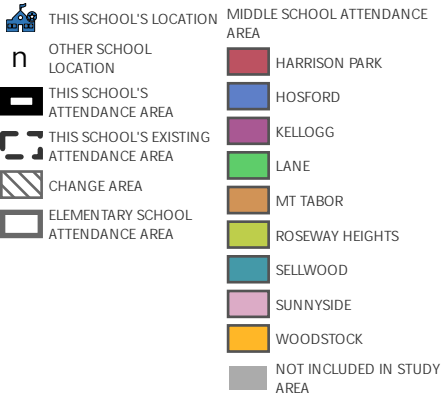 THIS SCHOOL'S LOCATION
n
OTHER SCHOOL
LOCATION
THIS SCHOOL'S
ATTENDANCE AREA
THIS SCHOOL'S EXISTING
ATTENDANCE AREA
CHANGE AREA
ELEMENTARY SCHOOL
ATTENDANCE AREA
MIDDLE SCHOOL ATTENDANCE
AREA
HARRISON PARK
HOSFORD
KELLOGG
LANE
MT TABOR
ROSEWAY HEIGHTS
SELLWOOD
SUNNYSIDE
WOODSTOCK
NOT INCLUDED IN STUDY
AREA